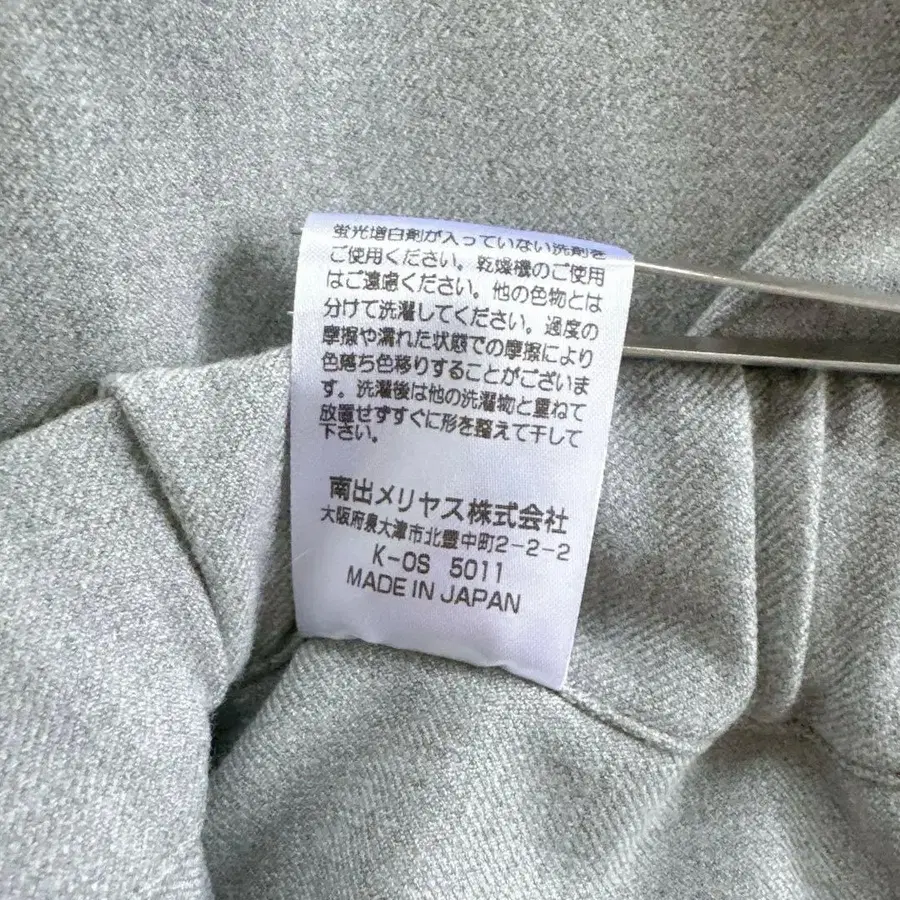 蛍光増白剤が入っていない洗剤を
ご使用ください。乾燥機のご使用
はご遠慮ください。他の色物とは
分けて洗濯してください。過度の
摩擦や濡れた状態での摩擦により
色落ち色移りすることがございま
す。洗濯後は他の洗濯物と重ねて
放置せずすぐに形を整えて干して
下さい。
南出メリヤス株式会社
大阪府泉大津市北豊中町2-2-2
K-OS 5011
MADE IN JAPAN